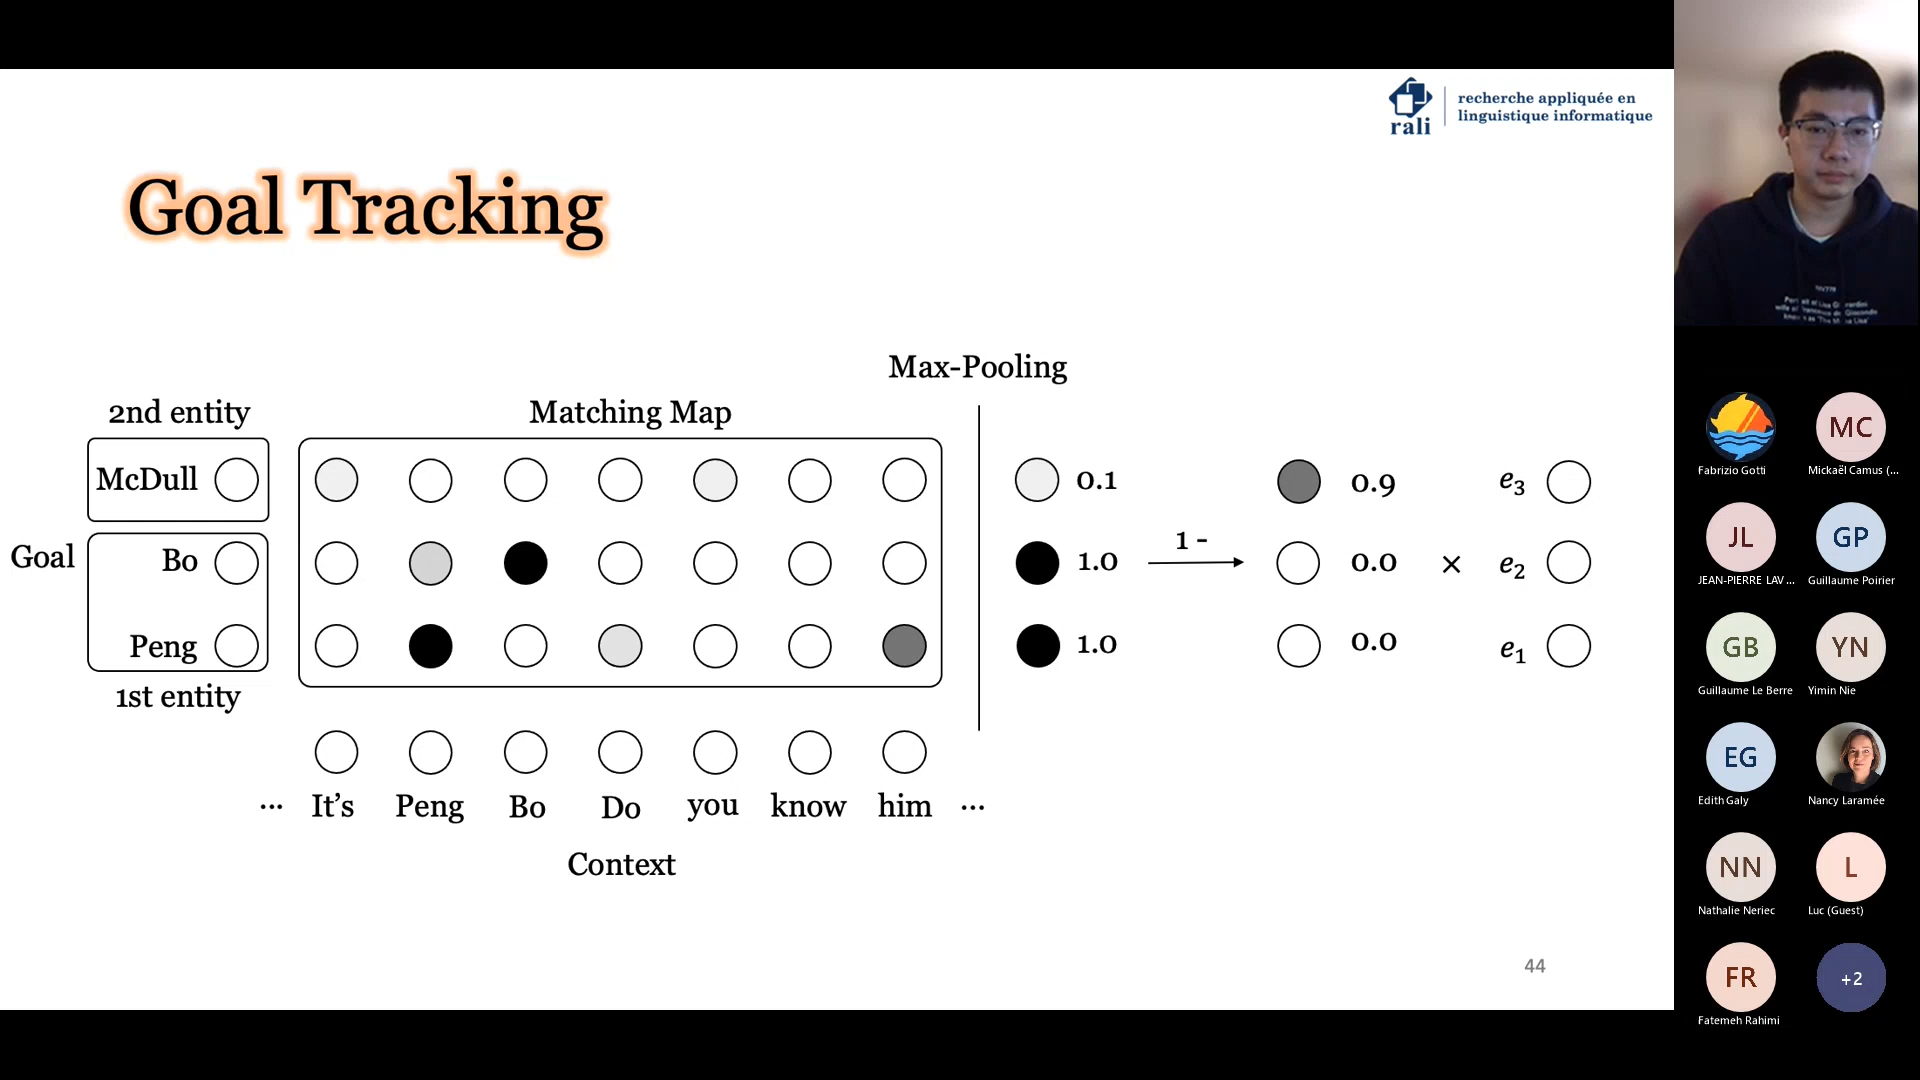 rali
recherche appliquée en
linguistique informatique
Goal Tracking
Max-Pooling
2nd entity
Matching Map
McDull
0.1
0.9
e3
Goal
Bo
1.0
1 -
0.0
×
e2
Peng
1.0
0.0
e1
1st entity
... It's Peng Bo Do you know him ...
Context
44
Fabrizio Gotti
MC
Mickaël Camus (...
JL
JEAN-PIERRE LAV ...
GP
Guillaume Poirier
GB
Guillaume Le Berre
YN
Yimin Nie
EG
Edith Galy
Nancy Laramée
NN
Nathalie Neriec
L
Luc (Guest)
FR
Fatemeh Rahimi
+2